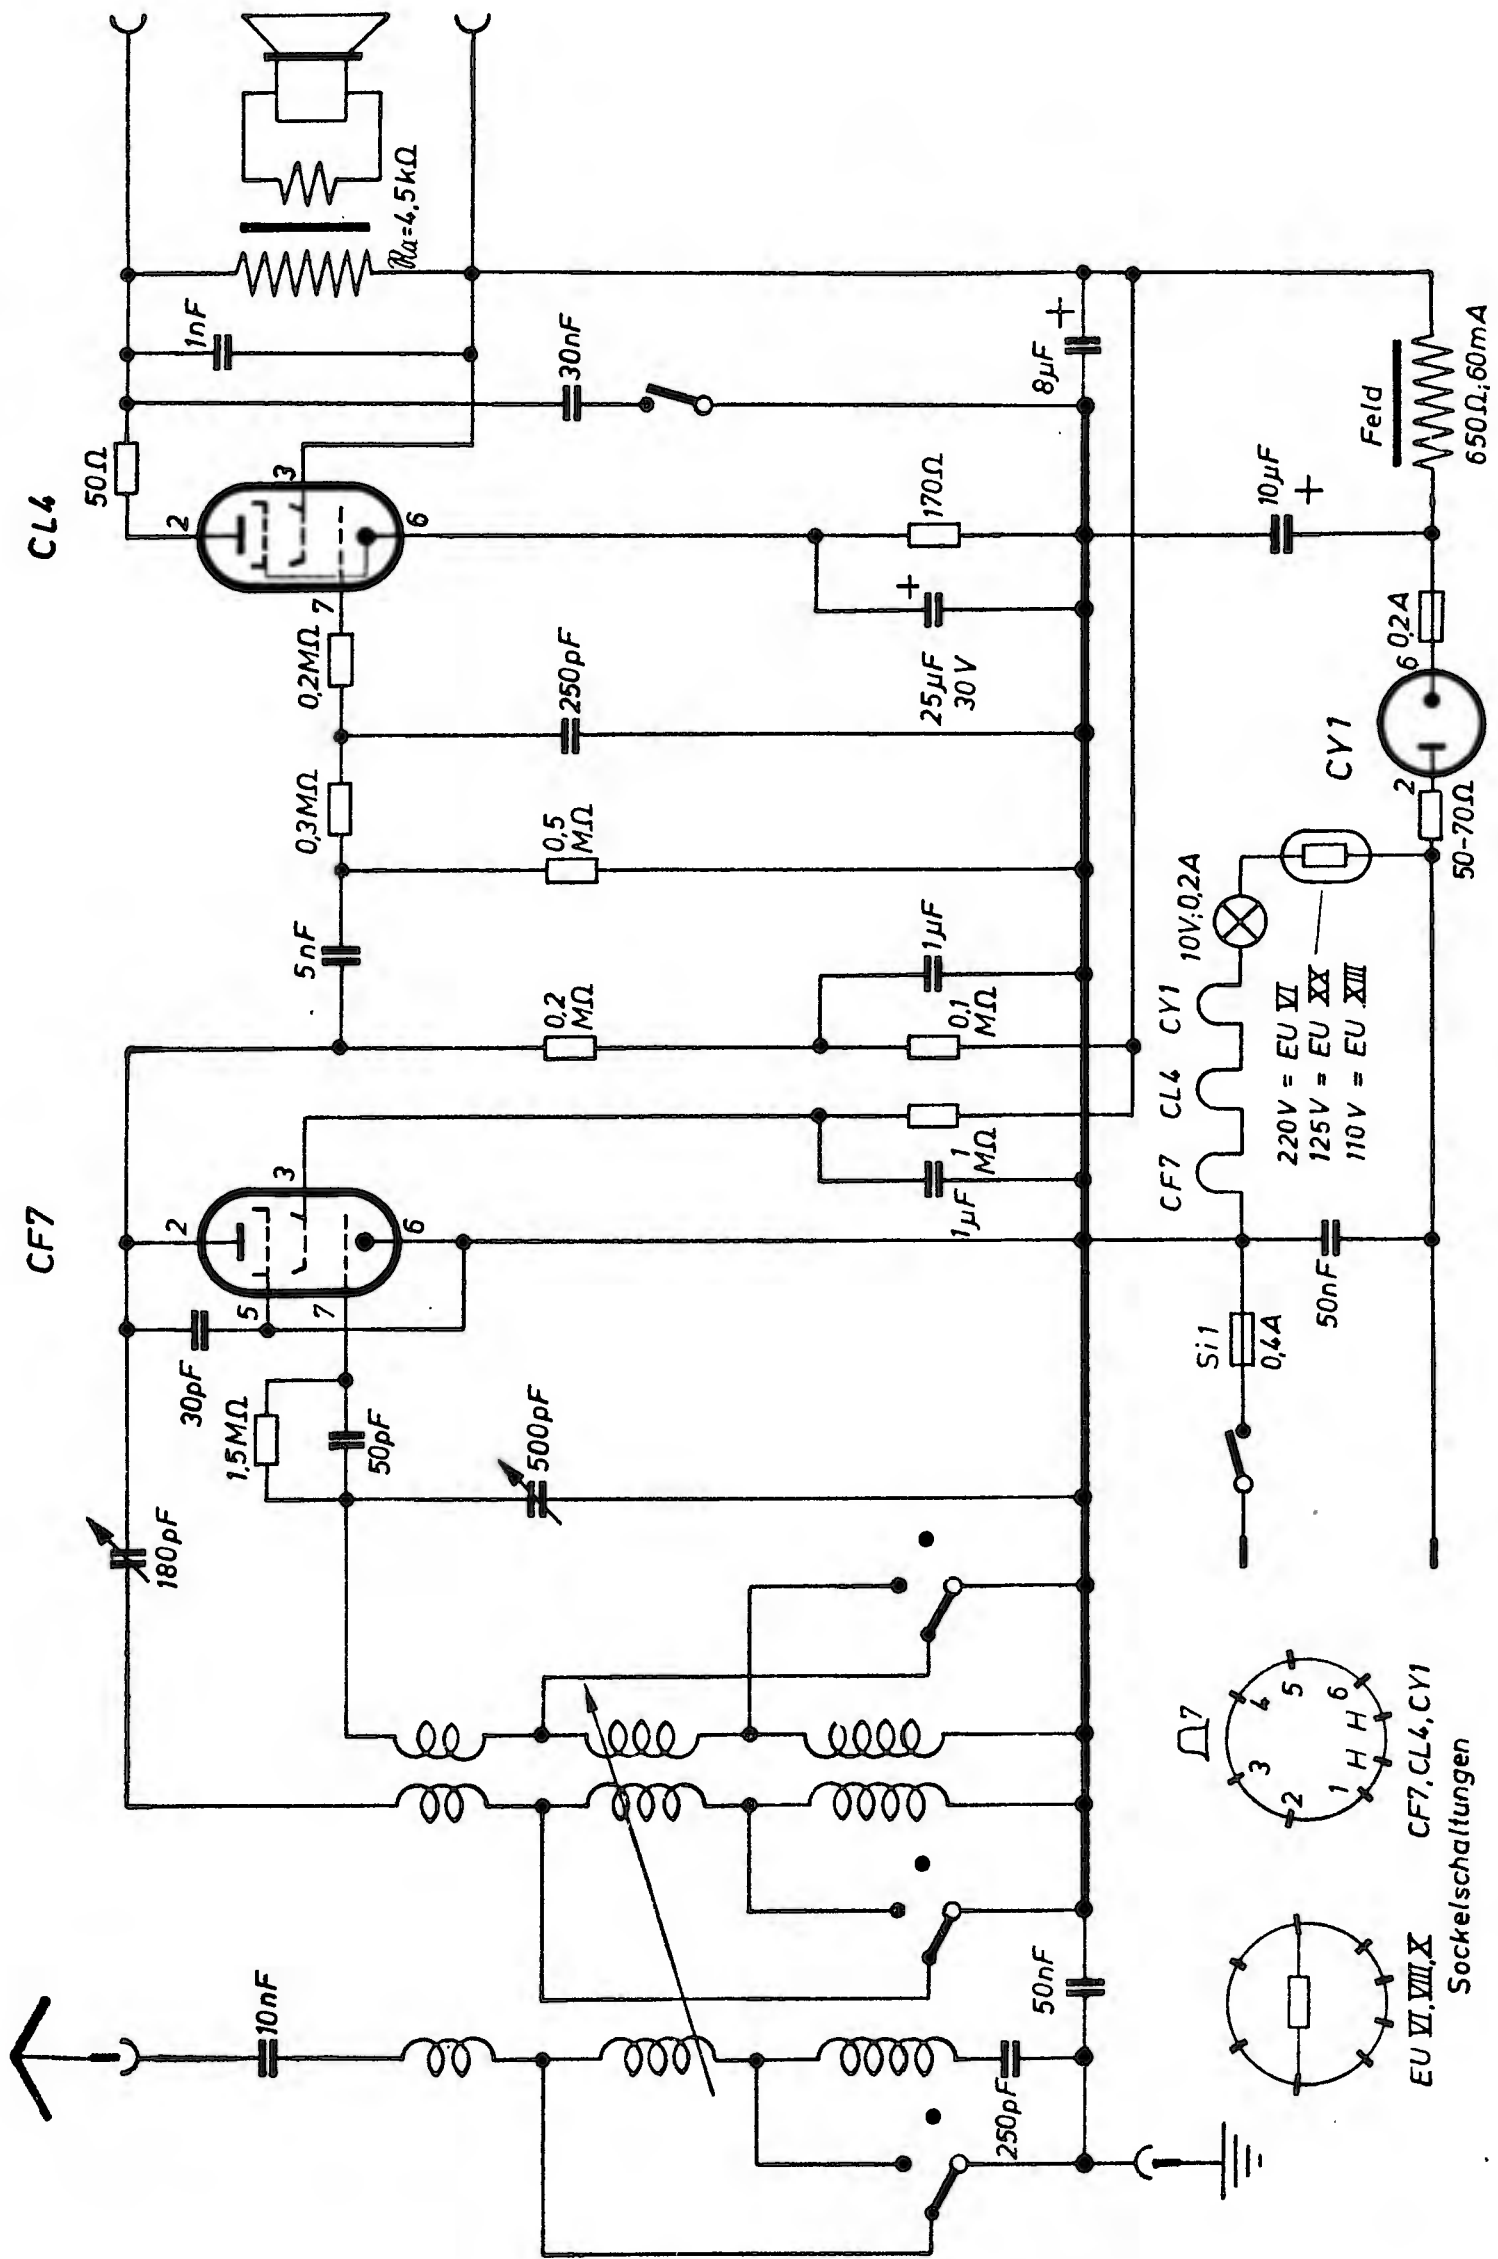 CL4
CF7
50Ω
2
3
6
7
1nF
Ra=4,5kΩ
30nF
0,2MΩ
250pF
0,3MΩ
0,5
MΩ
5nF
25µF
30V
170Ω
8µF
+
+
10µF
+
Feld
650Ω; 60mA
0,2A
6
CY1
2
50-70Ω
0,2
MΩ
1µF
0,1
MΩ
1
MΩ
1µF
2
3
5
6
7
30pF
1,5MΩ
50pF
500pF
180pF
10nF
250pF
50nF
CF7
CL4
CY1
10V; 0,2A
220V = EU VI
125V = EU XX
110V = EU XIII
Si1
0,4A
50nF
7
1
2
3
4
5
6
H
H
EU VI, VIII, X
CF7, CL4, CY1
Sockelschaltungen